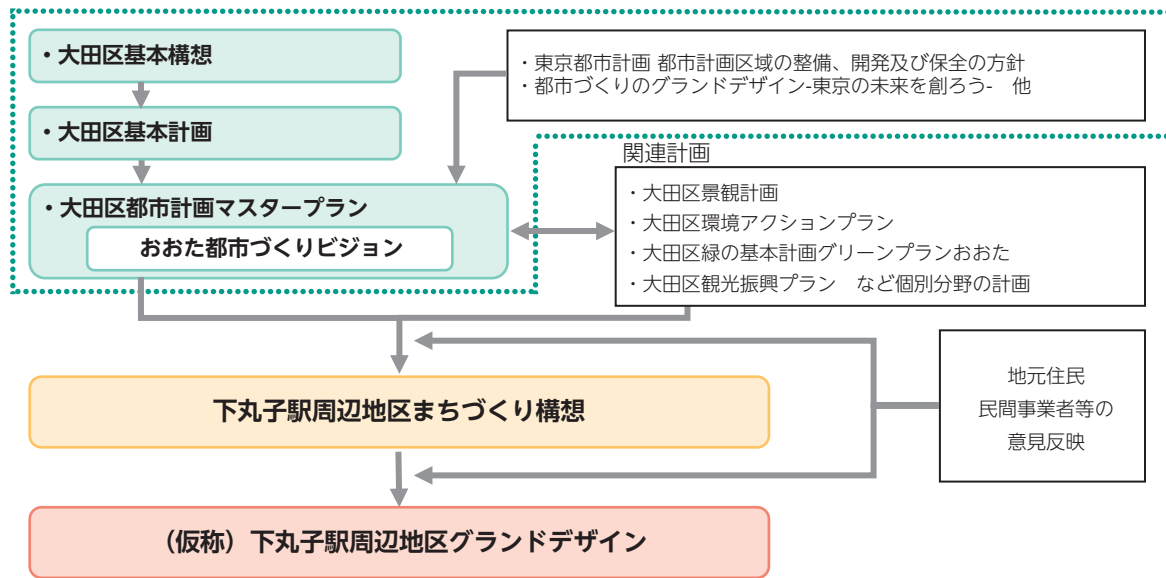 ・大田区基本構想
・東京都市計画 都市計画区域の整備、開発及び保全の方針
・都市づくりのグランドデザイン-東京の未来を創ろう-　他
・大田区基本計画
関連計画
・大田区都市計画マスタープラン
おおた都市づくりビジョン
・大田区景観計画
・大田区環境アクションプラン
・大田区緑の基本計画グリーンプランおおた
・大田区観光振興プラン　など個別分野の計画
地元住民
民間事業者等の
意見反映
下丸子駅周辺地区まちづくり構想
（仮称）下丸子駅周辺地区グランドデザイン